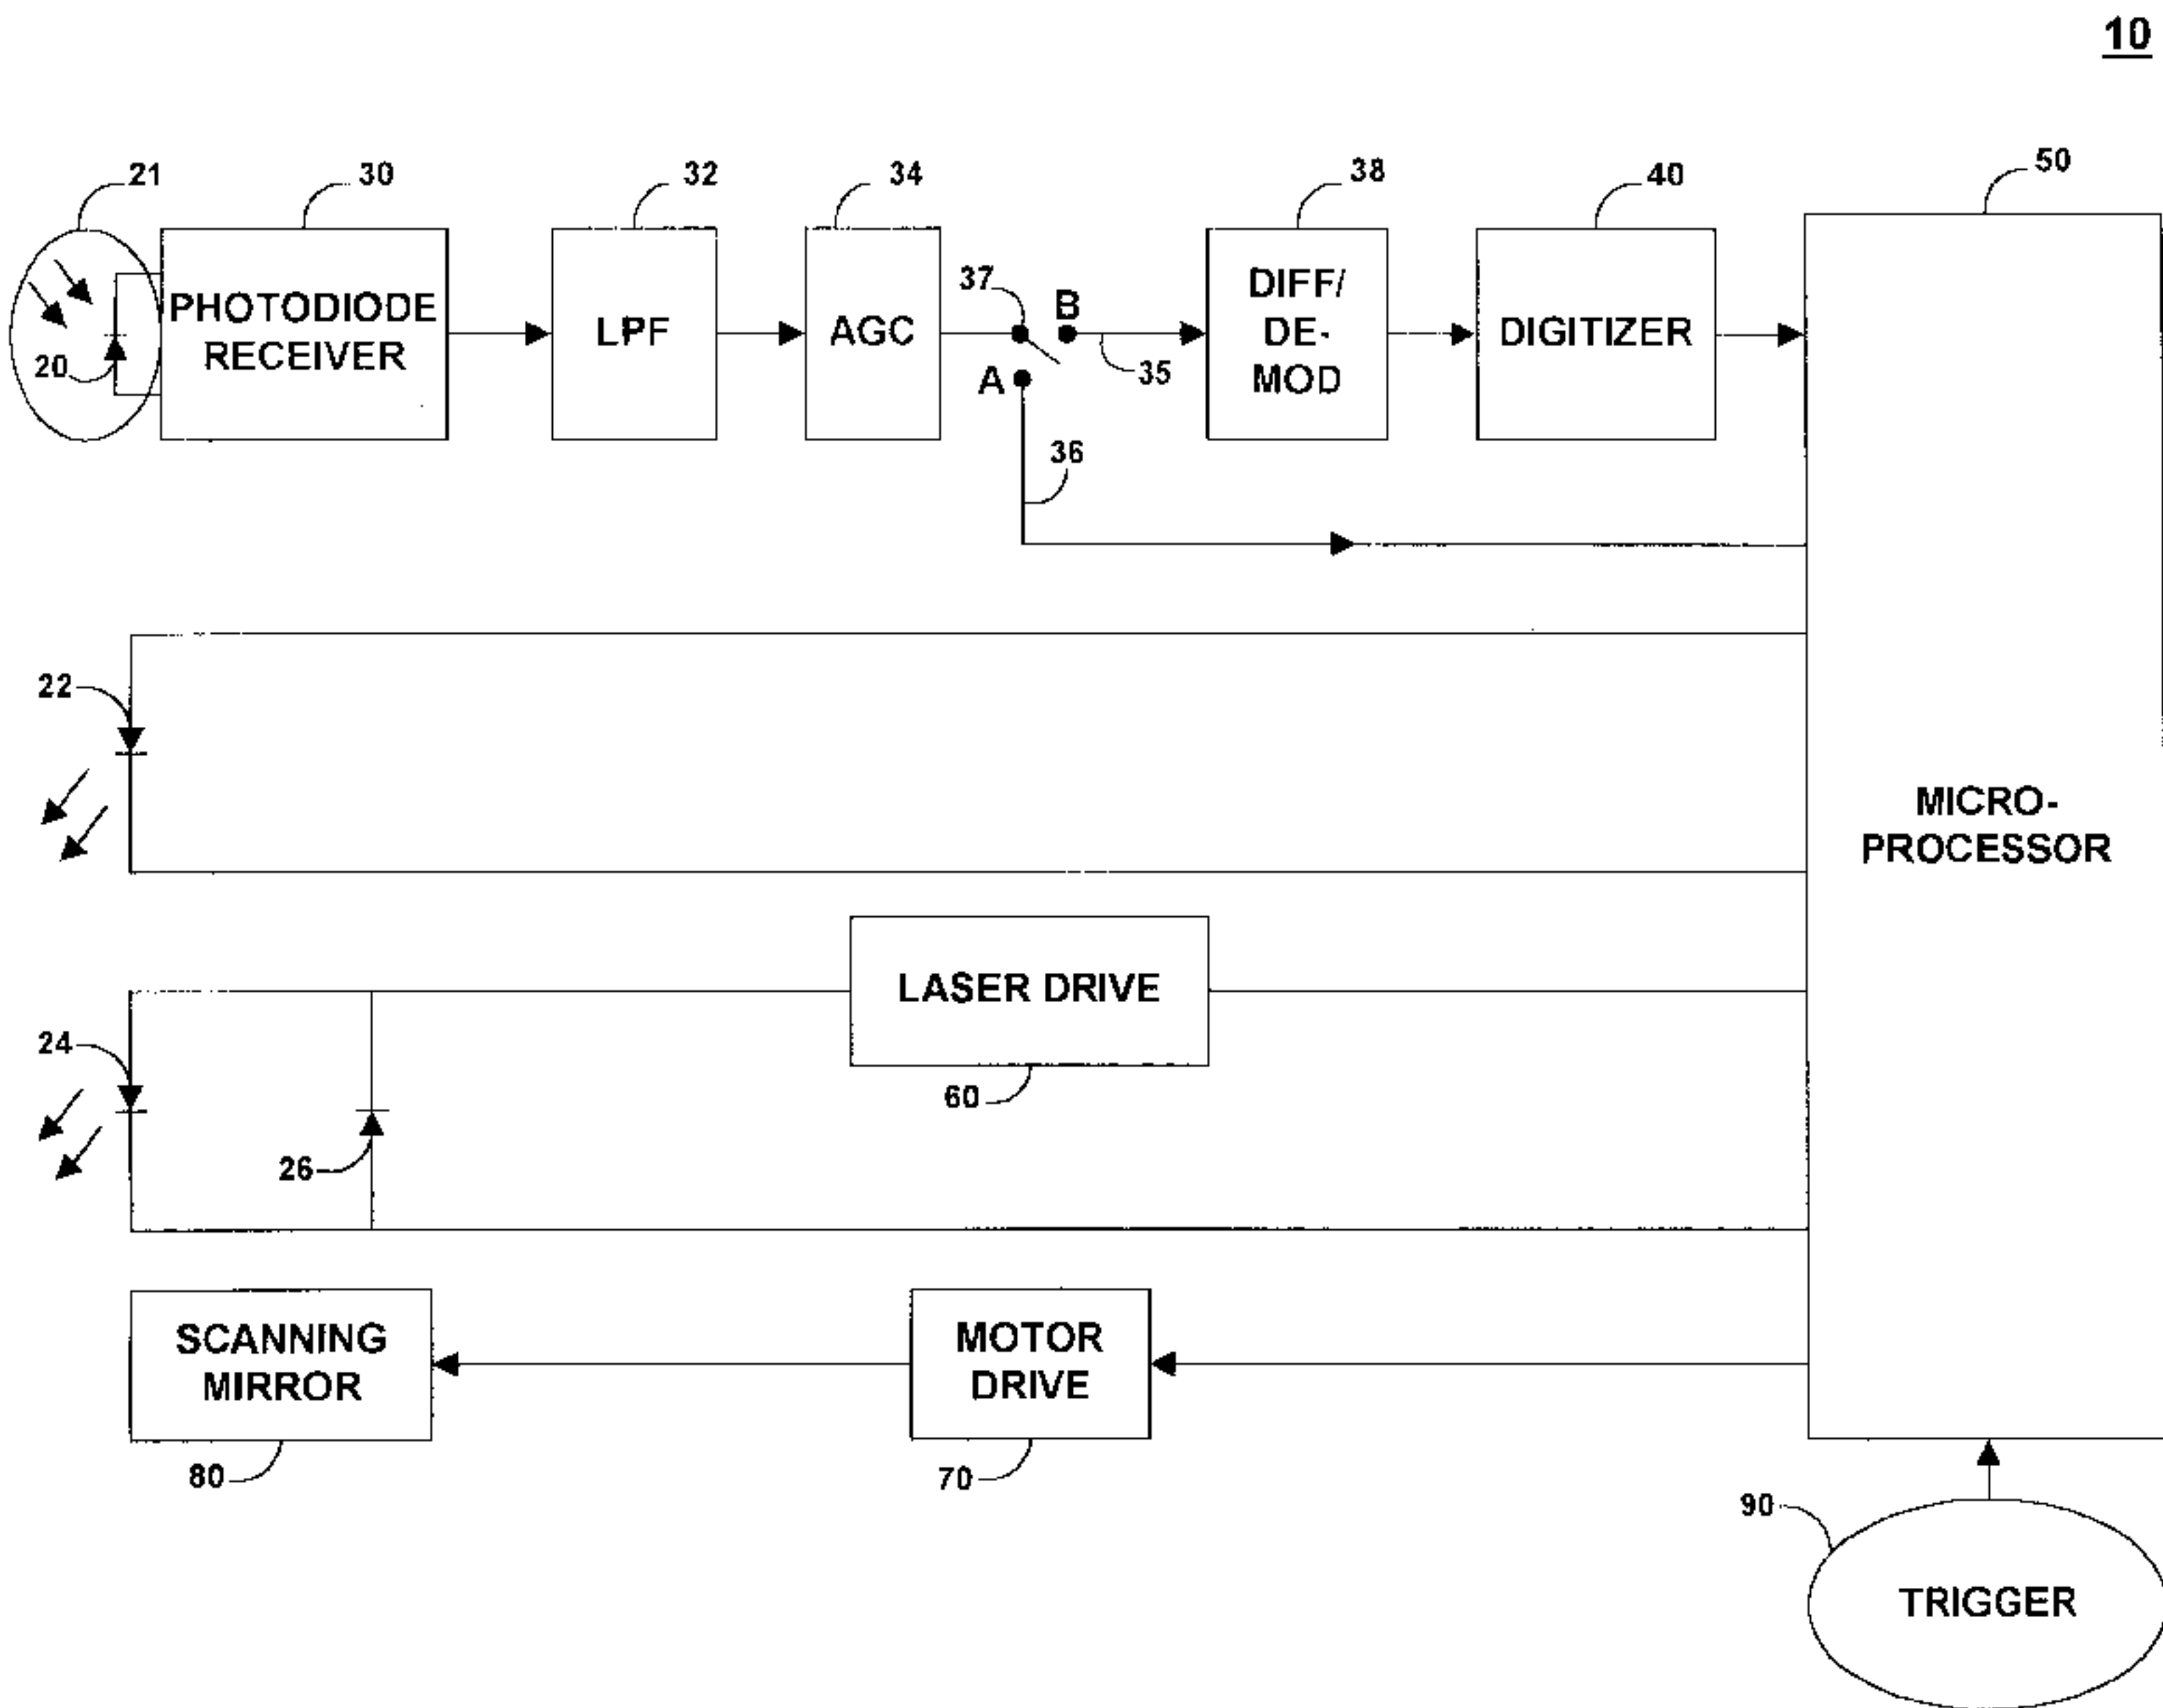 10
21
30
32
34
38
40
50
PHOTODIODE
RECEIVER
20
LPF
AGC
37
B
A
35
36
DIFF/
DE-
MOD
DIGITIZER
22
MICRO-
PROCESSOR
LASER DRIVE
24
60
26
SCANNING
MIRROR
MOTOR
DRIVE
80
70
90
TRIGGER